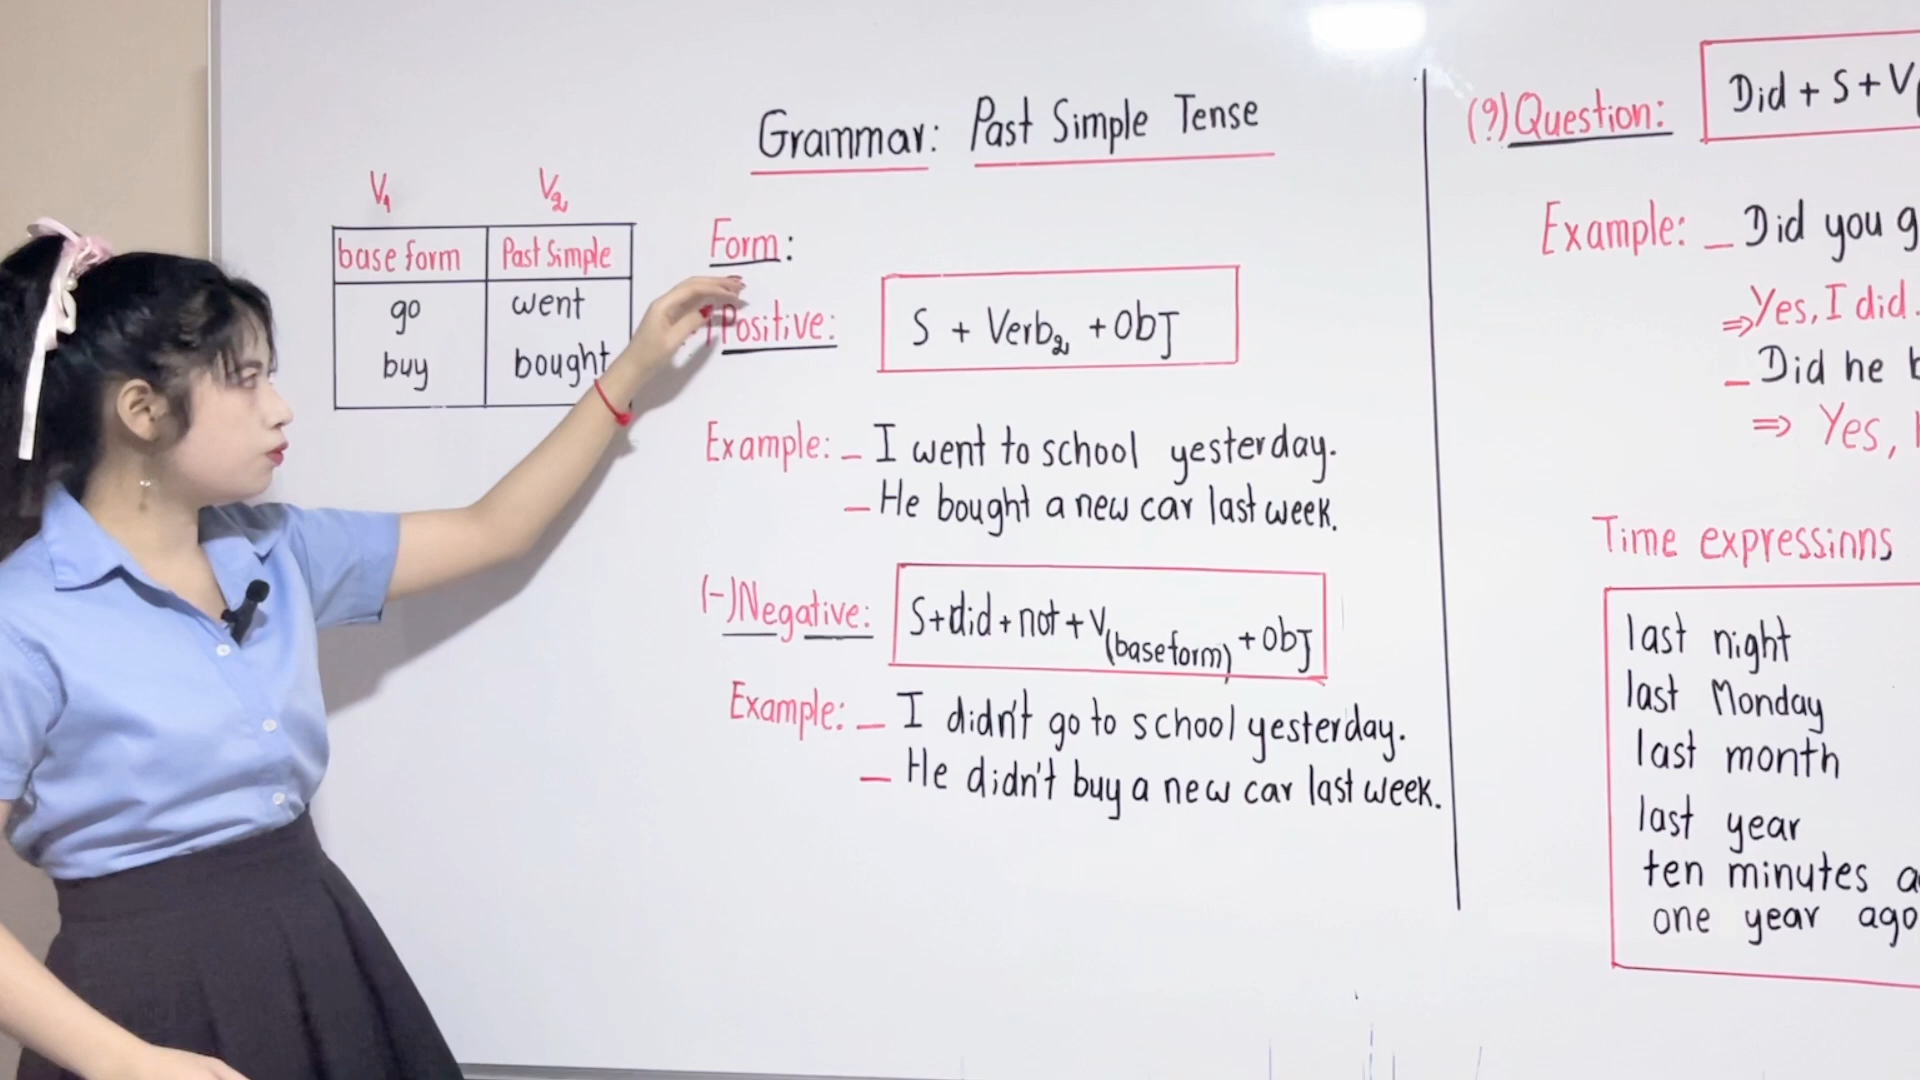 Grammar: Past Simple Tense
V1 V2
base form Past Simple
go went
buy bought
Form:
Positive: S + Verb2 + Obj
Example: - I went to school yesterday.
- He bought a new car last week.
(-) Negative: S + did + not + V(base form) + Obj
Example: - I didn't go to school yesterday.
- He didn't buy a new car last week.
(?) Question: Did + S + V
Example: - Did you g
⇒ Yes, I did.
- Did he b
⇒ Yes, h
Time expressinns
last night
last Monday
last month
last year
ten minutes a
one year ago